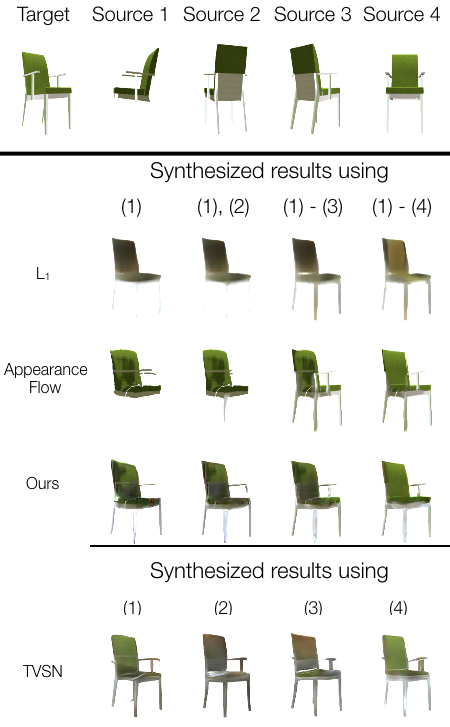 Target Source 1 Source 2 Source 3 Source 4
Synthesized results using
(1) (1), (2) (1) - (3) (1) - (4)
L₁
Appearance
Flow
Ours
Synthesized results using
(1) (2) (3) (4)
TVSN